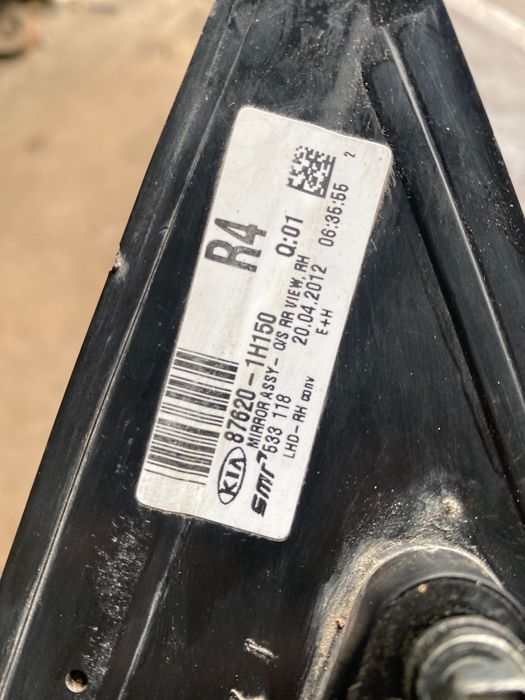 R4 Q:01
KIA 87620-1H150
MIRROR ASSY- O/S RR VIEW, RH
smr 533 118 20.04.2012 06:35:55 2
LHD-RH conv E+H